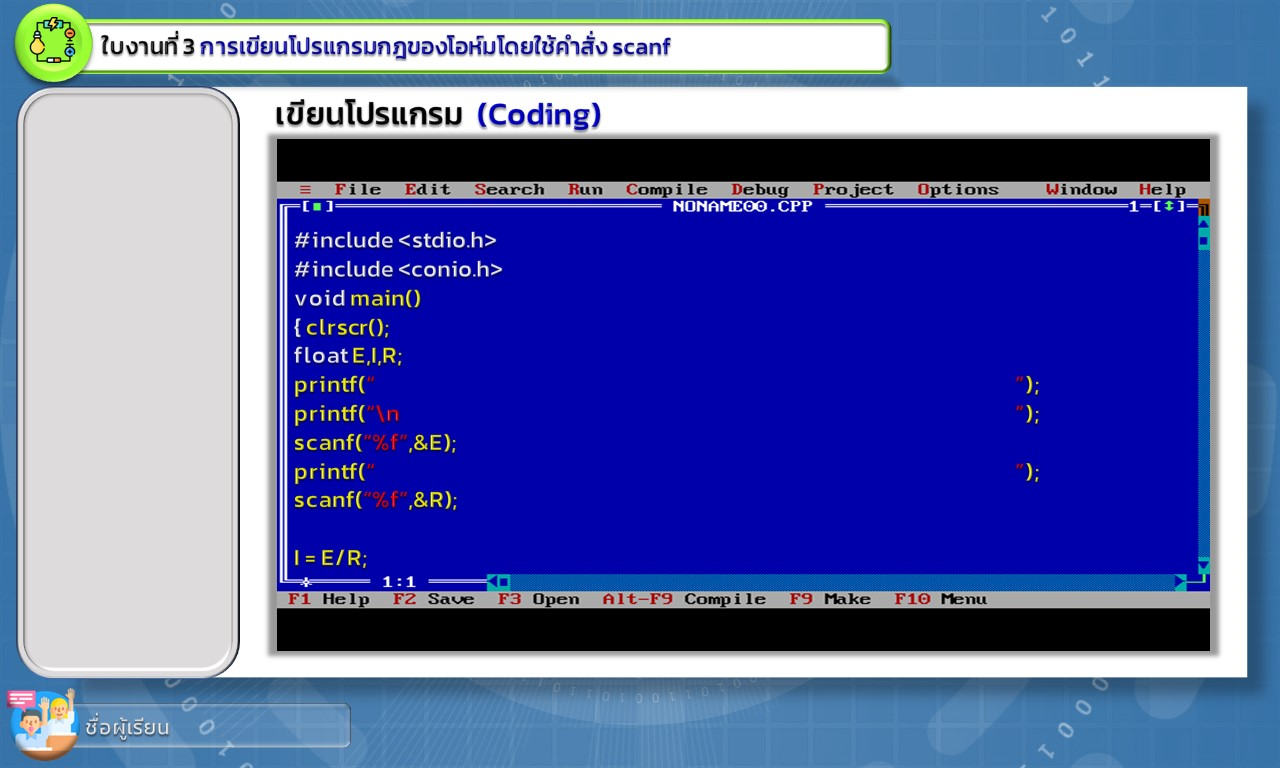 ใบงานที่ 3 การเขียนโปรแกรมกฎของโอห์มโดยใช้คำสั่ง scanf
เขียนโปรแกรม (Coding)
≡ File Edit Search Run Compile Debug Project Options Window Help
[■] NONAME00.CPP 1=[↕]
#include <stdio.h>
#include <conio.h>
void main()
{ clrscr();
float E,I,R;
printf(“ ”);
printf(“\n ”);
scanf(“%f”,&E);
printf(“ ”);
scanf(“%f”,&R);
I = E/R;
1:1
F1 Help F2 Save F3 Open Alt-F9 Compile F9 Make F10 Menu
ชื่อผู้เรียน